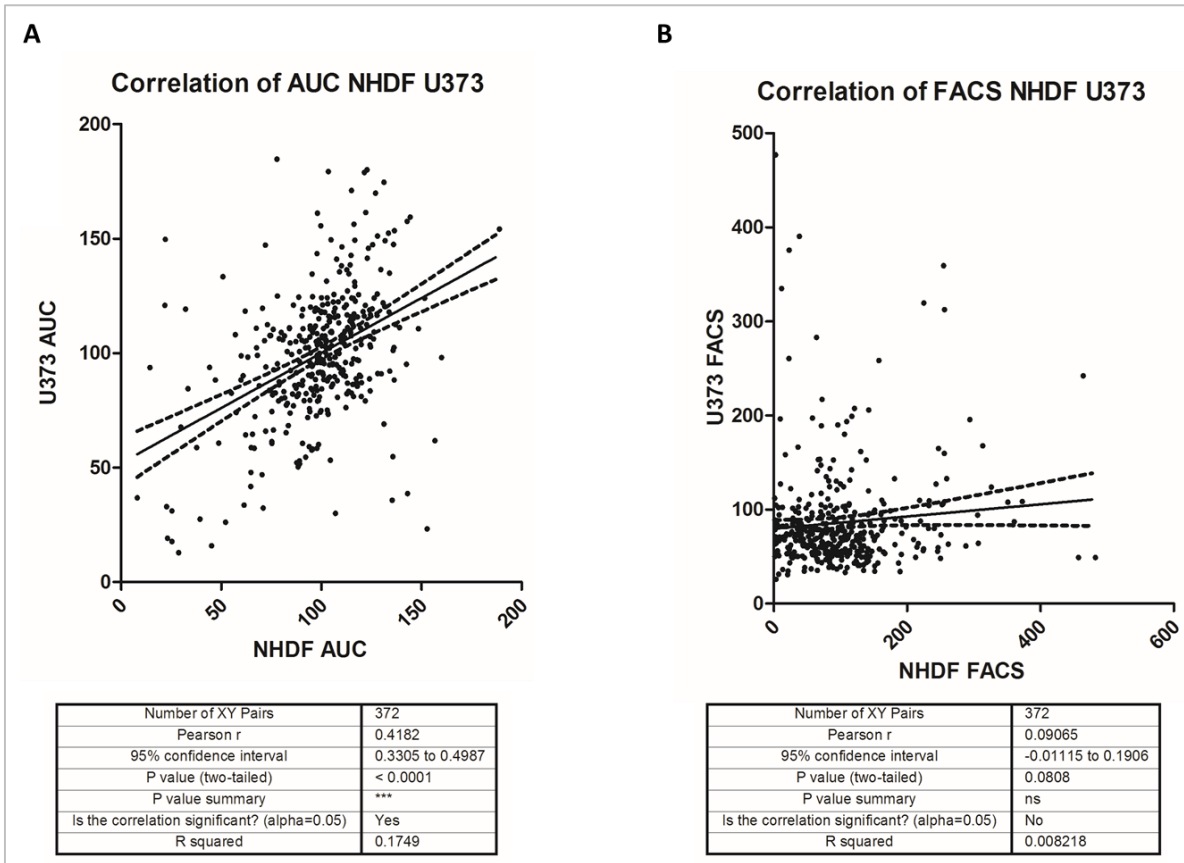 A
Correlation of AUC NHDF U373
200
150
100
50
0
U373 AUC
0
50
100
150
200
NHDF AUC
Number of XY Pairs 372
Pearson r 0.4182
95% confidence interval 0.3305 to 0.4987
P value (two-tailed) < 0.0001
P value summary ***
Is the correlation significant? (alpha=0.05) Yes
R squared 0.1749
B
Correlation of FACS NHDF U373
500
400
300
200
100
0
U373 FACS
0
200
400
600
NHDF FACS
Number of XY Pairs 372
Pearson r 0.09065
95% confidence interval -0.01115 to 0.1906
P value (two-tailed) 0.0808
P value summary ns
Is the correlation significant? (alpha=0.05) No
R squared 0.008218